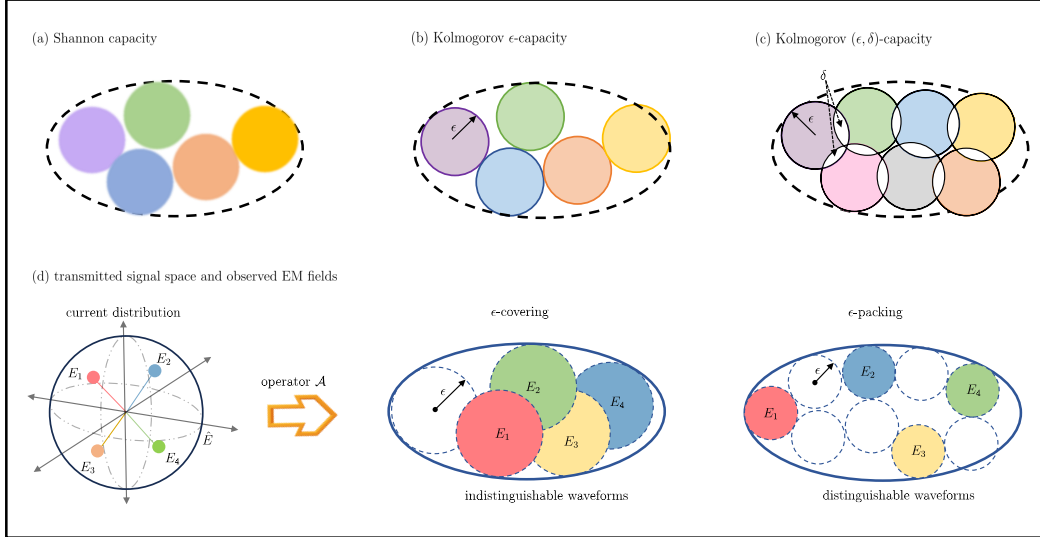 (a) Shannon capacity
(b) Kolmogorov ϵ-capacity
(c) Kolmogorov (ϵ, δ)-capacity
δ
ϵ
ϵ
(d) transmitted signal space and observed EM fields
current distribution
ϵ-covering
ϵ-packing
E₁
E₂
E₃
E₄
Ė
operator 𝒜
ϵ
E₂
E₄
E₁
E₃
ϵ
E₂
E₄
E₁
E₃
indistinguishable waveforms
distinguishable waveforms